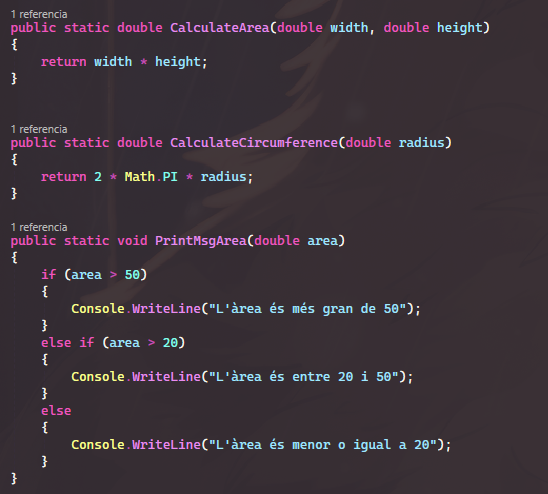 1 referencia
public static double CalculateArea(double width, double height)
{
    return width * height;
}
1 referencia
public static double CalculateCircumference(double radius)
{
    return 2 * Math.PI * radius;
}
1 referencia
public static void PrintMsgArea(double area)
{
    if (area > 50)
    {
        Console.WriteLine("L'àrea és més gran de 50");
    }
    else if (area > 20)
    {
        Console.WriteLine("L'àrea és entre 20 i 50");
    }
    else
    {
        Console.WriteLine("L'àrea és menor o igual a 20");
    }
}